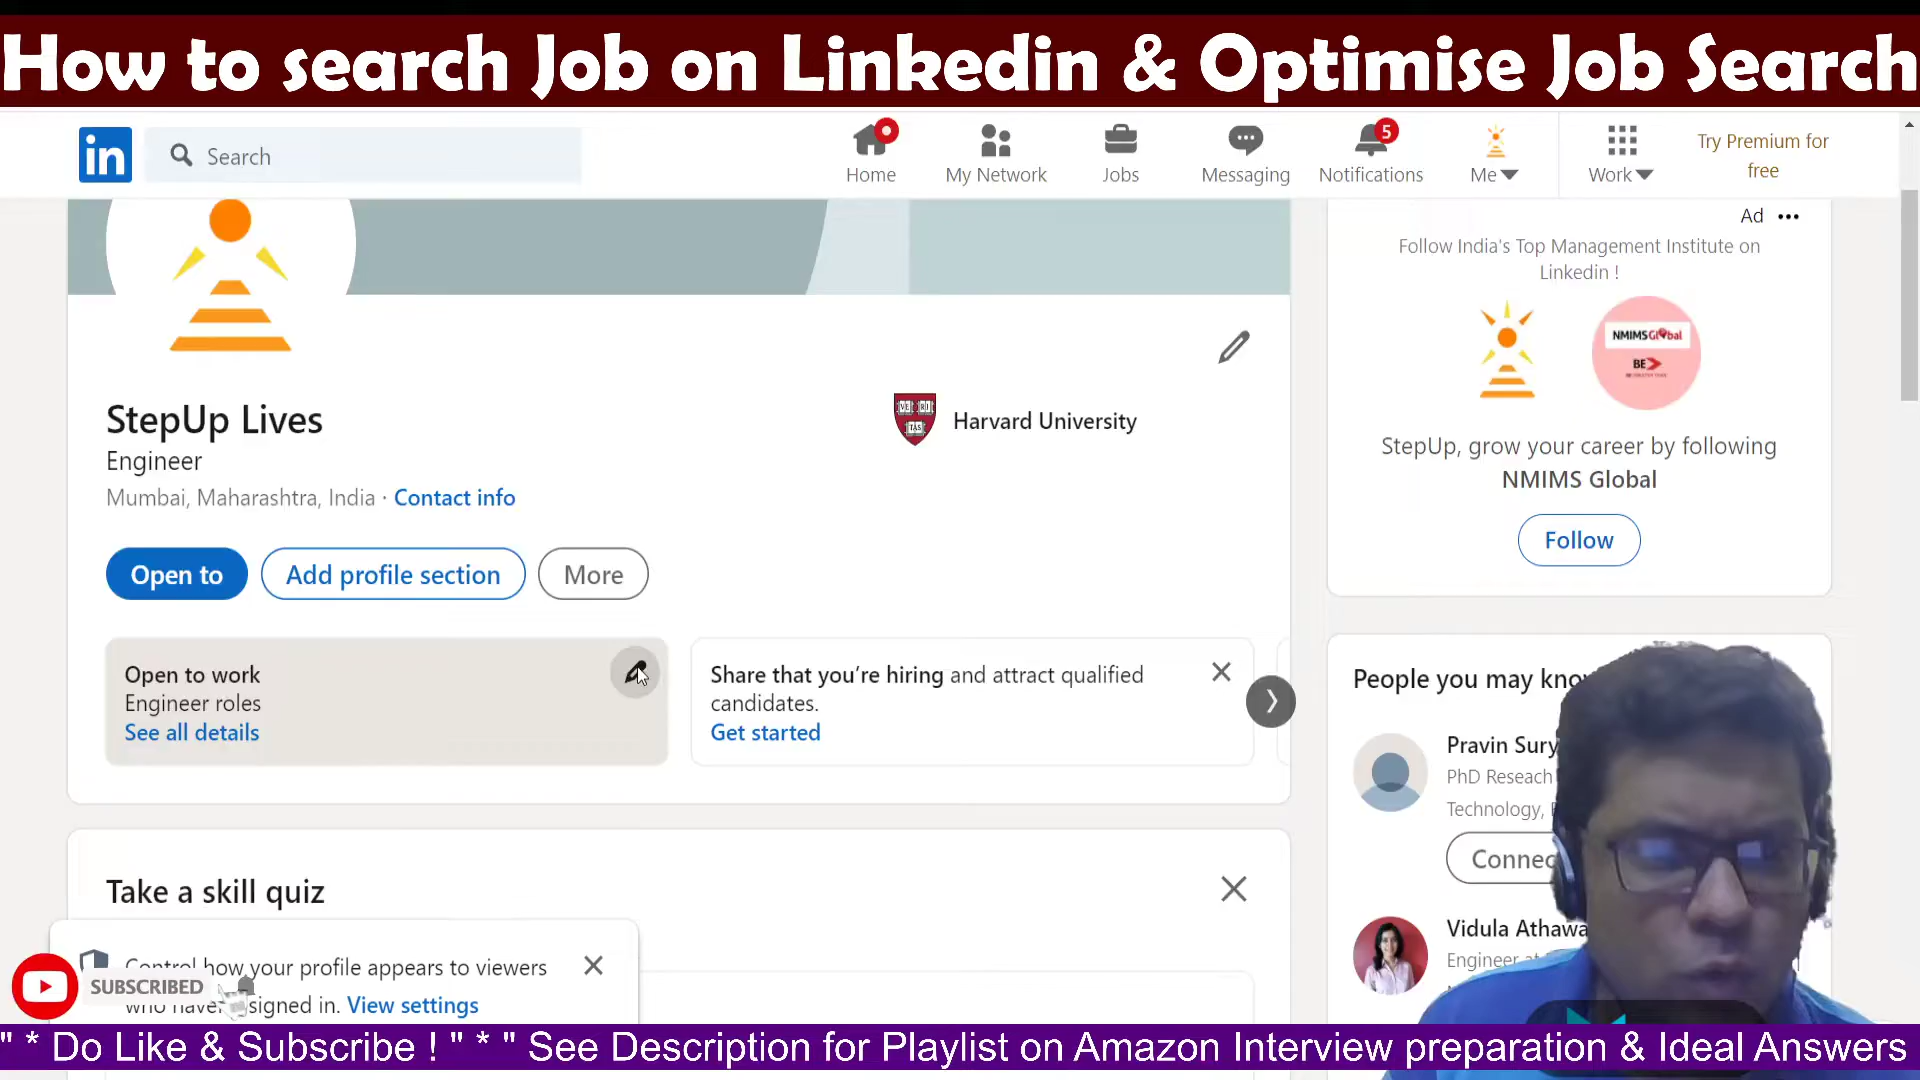 How to search Job on Linkedin & Optimise Job Search
in
Search
Home
My Network
Jobs
Messaging
5
Notifications
Me
Work
Try Premium for
free
Ad
Follow India's Top Management Institute on
Linkedin !
NMIMS Global
BE
StepUp, grow your career by following
NMIMS Global
Follow
StepUp Lives
Engineer
Mumbai, Maharashtra, India · Contact info
VE RI
TAS
Harvard University
Open to
Add profile section
More
Open to work
Engineer roles
See all details
Share that you're hiring and attract qualified
candidates.
Get started
People you may
Pravin
PhD Reseach
Technology,
Vidula
Engineer
Take a skill quiz
Control how your profile appears to viewers
who have signed in. View settings
SUBSCRIBED
" * Do Like & Subscribe ! " * " See Description for Playlist on Amazon Interview preparation & Ideal Answers